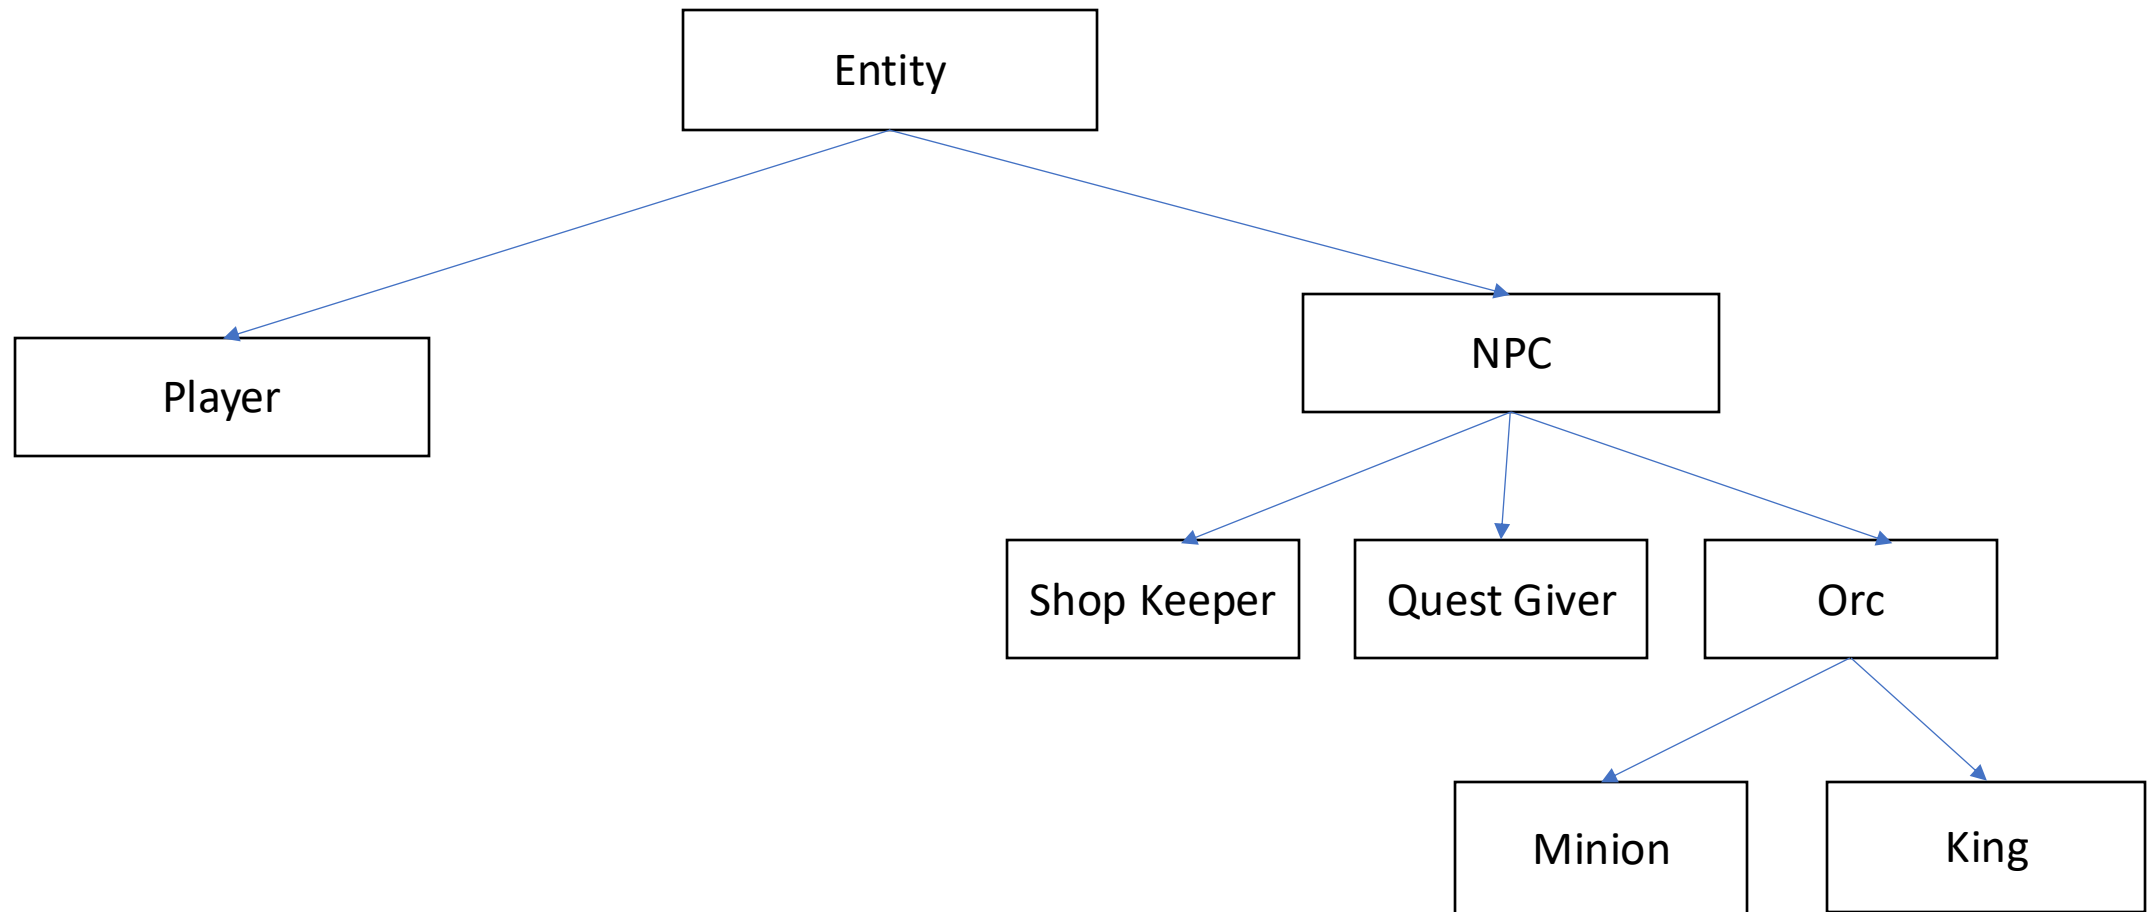 Entity
Player
NPC
Shop Keeper
Quest Giver
Orc
Minion
King